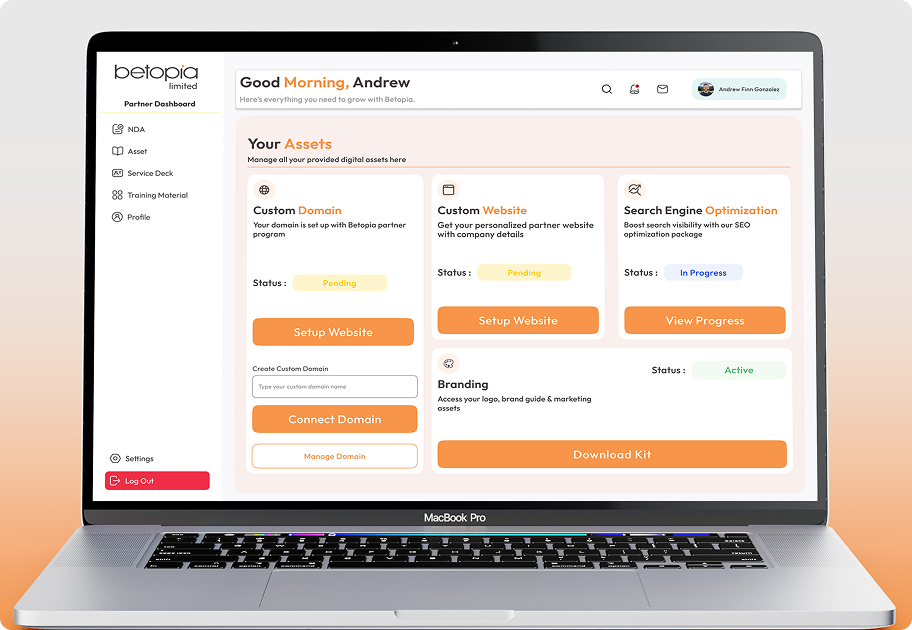 betopia
limited
Partner Dashboard
NDA
Asset
Service Deck
Training Material
Profile
Settings
Log Out
Good Morning, Andrew
Here's everything you need to grow with Betopia.
Andrew Finn Gonzalez
Your Assets
Manage all your provided digital assets here
Custom Domain
Your domain is set up with Betopia partner
program
Status :
Pending
Setup Website
Create Custom Domain
Type your custom domain name
Connect Domain
Manage Domain
Custom Website
Get your personalized partner website
with company details
Status :
Pending
Setup Website
Search Engine Optimization
Boost search visibility with our SEO
optimization package
Status :
In Progress
View Progress
Branding
Access your logo, brand guide & marketing
assets
Status :
Active
Download Kit
MacBook Pro